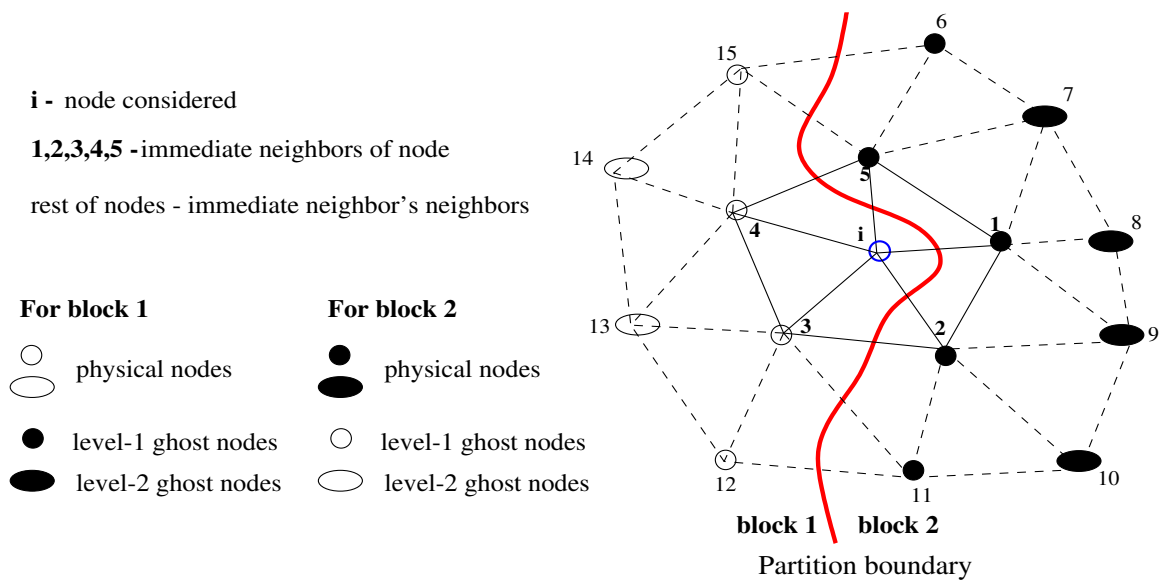 i - node considered
1,2,3,4,5 - immediate neighbors of node
rest of nodes - immediate neighbor's neighbors
For block 1
For block 2
physical nodes
physical nodes
level-1 ghost nodes
level-1 ghost nodes
level-2 ghost nodes
level-2 ghost nodes
6
15
7
14
5
1
8
i
4
13
3
2
9
12
11
10
block 1
block 2
Partition boundary